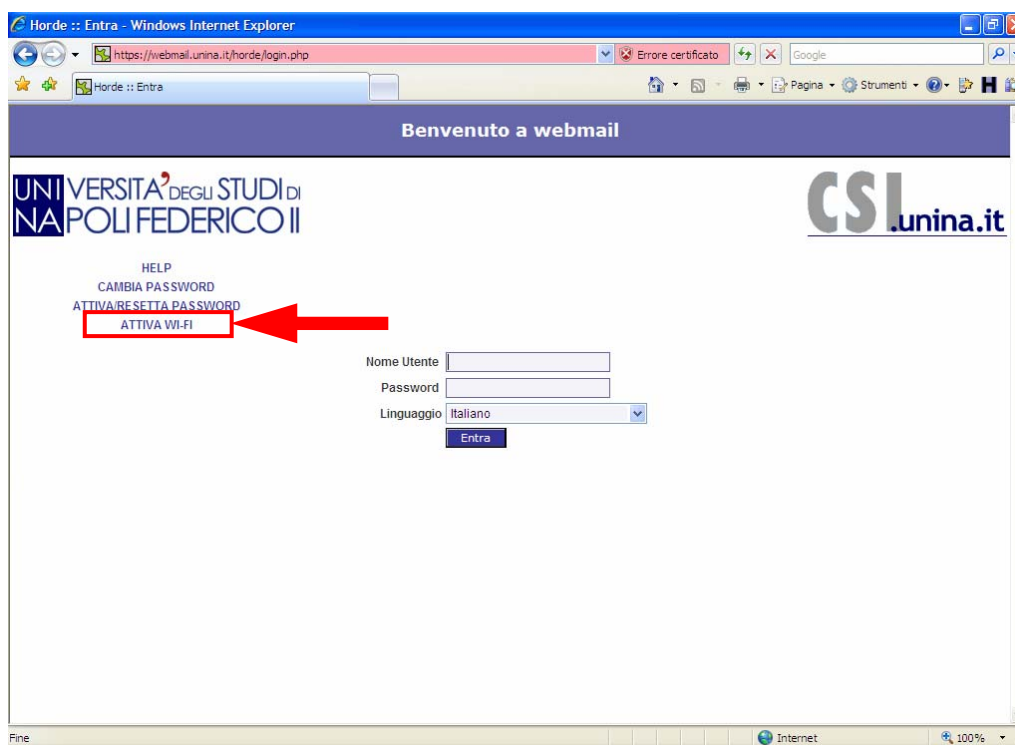 Horde :: Entra - Windows Internet Explorer
https://webmail.unina.it/horde/login.php
Errore certificato
Google
Horde :: Entra
Pagina
Strumenti
Benvenuto a webmail
UNIVERSITA' DEGLI STUDI DI
NAPOLI FEDERICO II
CSI.unina.it
HELP
CAMBIA PASSWORD
ATTIVA/RESETTA PASSWORD
ATTIVA WI-FI
Nome Utente
Password
Linguaggio Italiano
Entra
Fine
Internet
100%